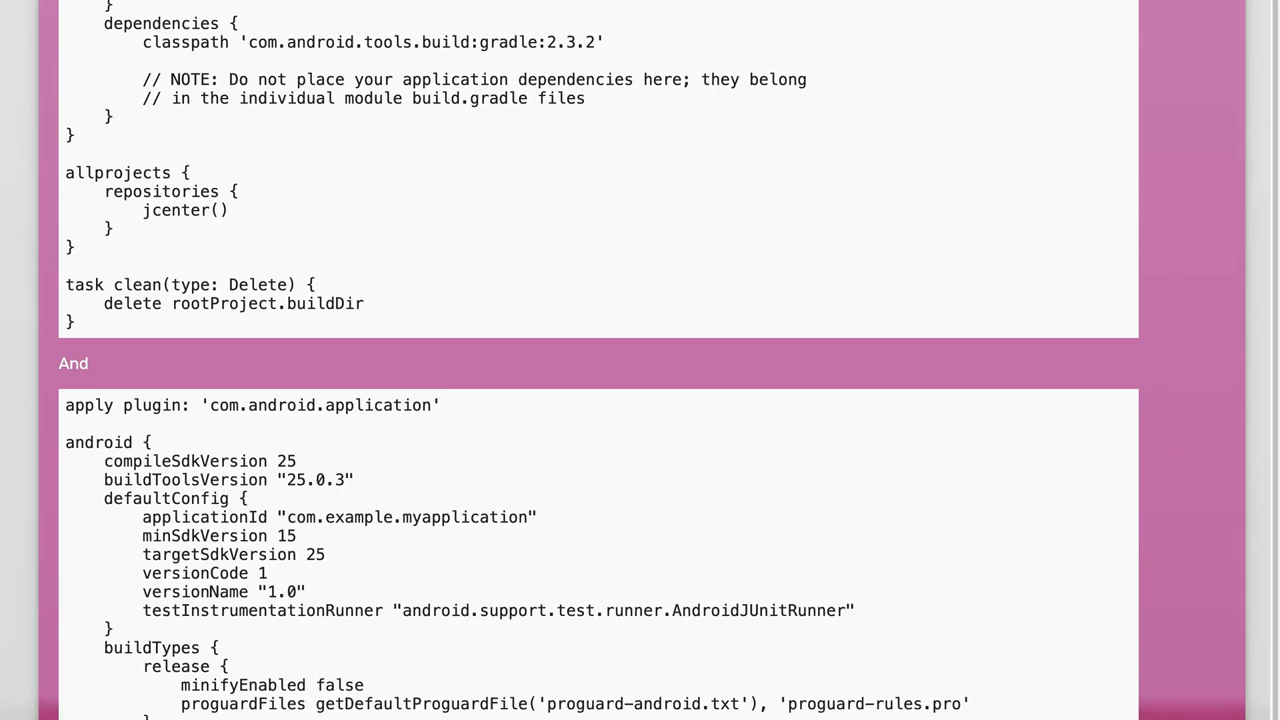 }
dependencies {
classpath 'com.android.tools.build:gradle:2.3.2'
// NOTE: Do not place your application dependencies here; they belong
// in the individual module build.gradle files
}
}
allprojects {
repositories {
jcenter()
}
}
task clean(type: Delete) {
delete rootProject.buildDir
}
And
apply plugin: 'com.android.application'
android {
compileSdkVersion 25
buildToolsVersion "25.0.3"
defaultConfig {
applicationId "com.example.myapplication"
minSdkVersion 15
targetSdkVersion 25
versionCode 1
versionName "1.0"
testInstrumentationRunner "android.support.test.runner.AndroidJUnitRunner"
}
buildTypes {
release {
minifyEnabled false
proguardFiles getDefaultProguardFile('proguard-android.txt'), 'proguard-rules.pro'
}